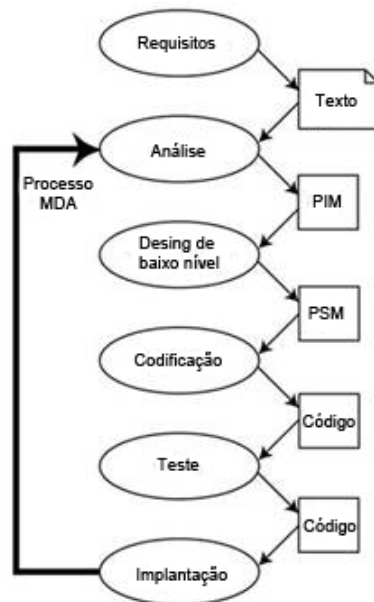 Requisitos
Texto
Análise
Processo
MDA
PIM
Desing de
baixo nível
PSM
Codificação
Código
Teste
Código
Implantação